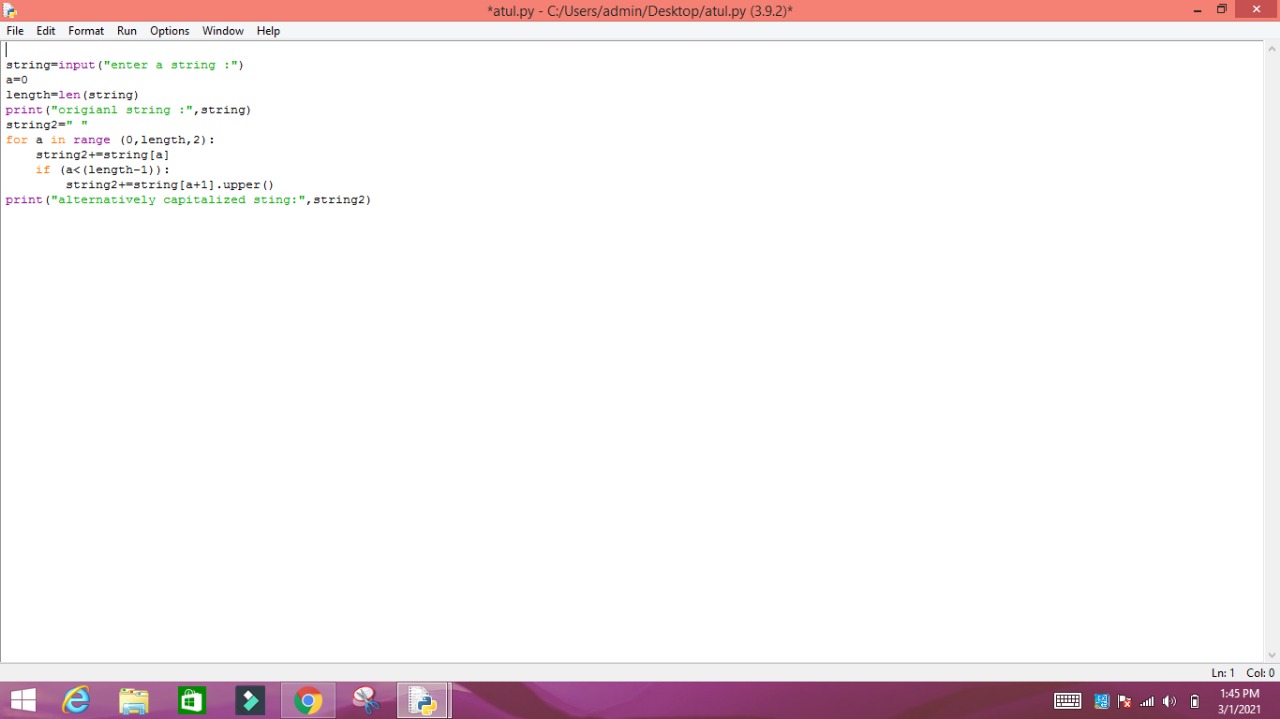 *atul.py - C:/Users/admin/Desktop/atul.py (3.9.2)*
File Edit Format Run Options Window Help
string=input("enter a string :")
a=0
length=len(string)
print("origianl string :",string)
string2=" "
for a in range (0,length,2):
    string2+=string[a]
    if (a<(length-1)):
        string2+=string[a+1].upper()
print("alternatively capitalized sting:",string2)
Ln: 1 Col: 0
1:45 PM
3/1/2021